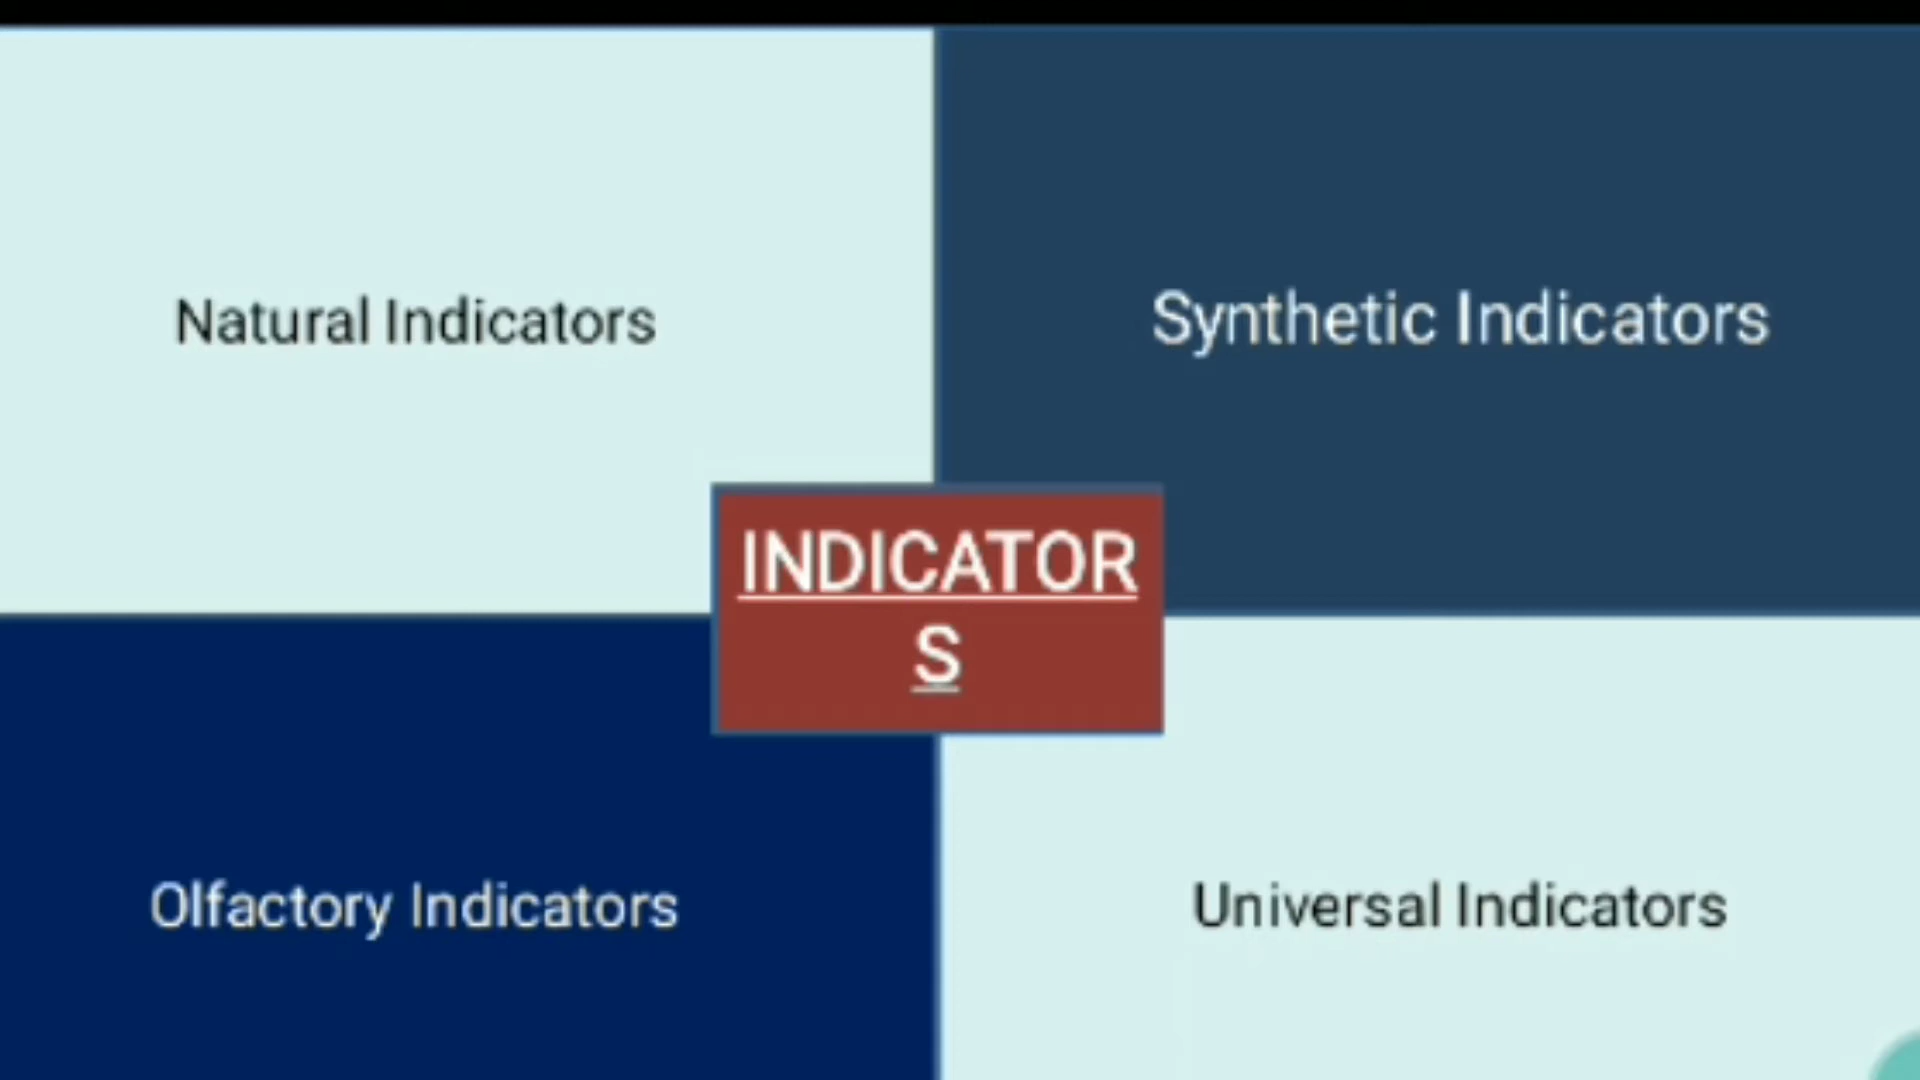 Natural Indicators
Synthetic Indicators
INDICATOR
S
Olfactory Indicators
Universal Indicators